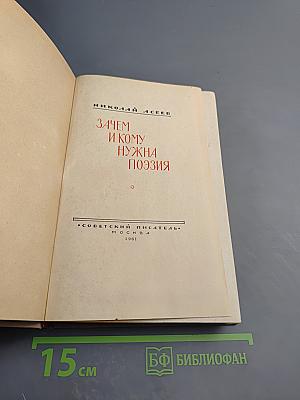 НИКОЛАЙ АСЕЕВ
ЗАЧЕМ
И КОМУ
НУЖНА
ПОЭЗИЯ
«СОВЕТСКИЙ ПИСАТЕЛЬ»
МОСКВА
1961
15 см
БФ БИБЛИОФАН